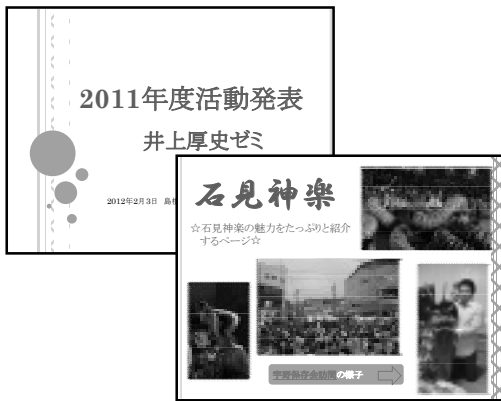 2011年度活動発表
井上厚史ゼミ
2012年2月3日
石見神楽
☆石見神楽の魅力をたっぷりと紹介
するページ☆
の様子